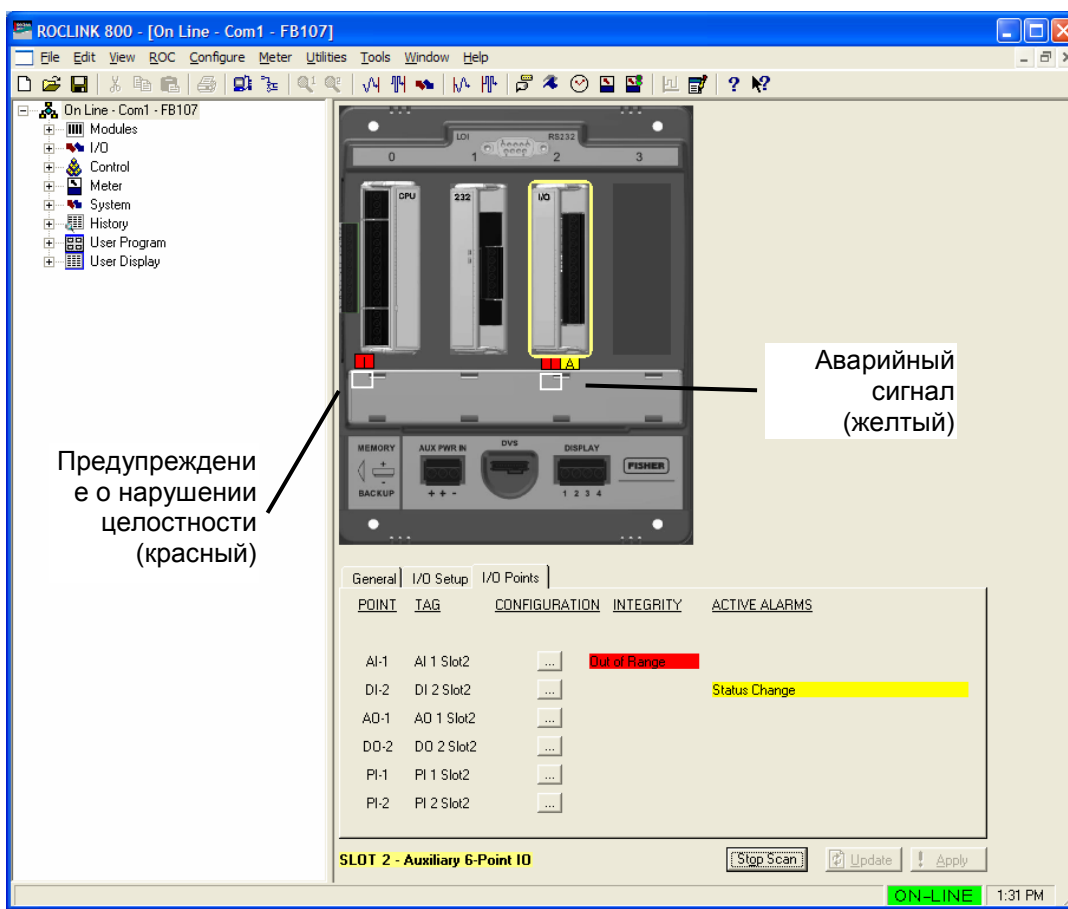 ROCLINK 800 - [On Line - Com1 - FB107]
File Edit View ROC Configure Meter Utilities Tools Window Help
On Line - Com1 - FB107
Modules
I/O
Control
Meter
System
History
User Program
User Display
LOI RS232
0 1 2 3
CPU 232 I/O
I I A
Аварийный
сигнал
(желтый)
Предупреждени
е о нарушении
целостности
(красный)
MEMORY AUX PWR IN DVS DISPLAY
FISHER
+ -
BACKUP + + - 1 2 3 4
General I/O Setup I/O Points
POINT TAG CONFIGURATION INTEGRITY ACTIVE ALARMS
AI-1 AI 1 Slot2 ... Out of Range
DI-2 DI 2 Slot2 ... Status Change
AO-1 AO 1 Slot2 ...
DO-2 DO 2 Slot2 ...
PI-1 PI 1 Slot2 ...
PI-2 PI 2 Slot2 ...
SLOT 2 - Auxiliary 6-Point IO Stop Scan Update Apply
ON-LINE 1:31 PM